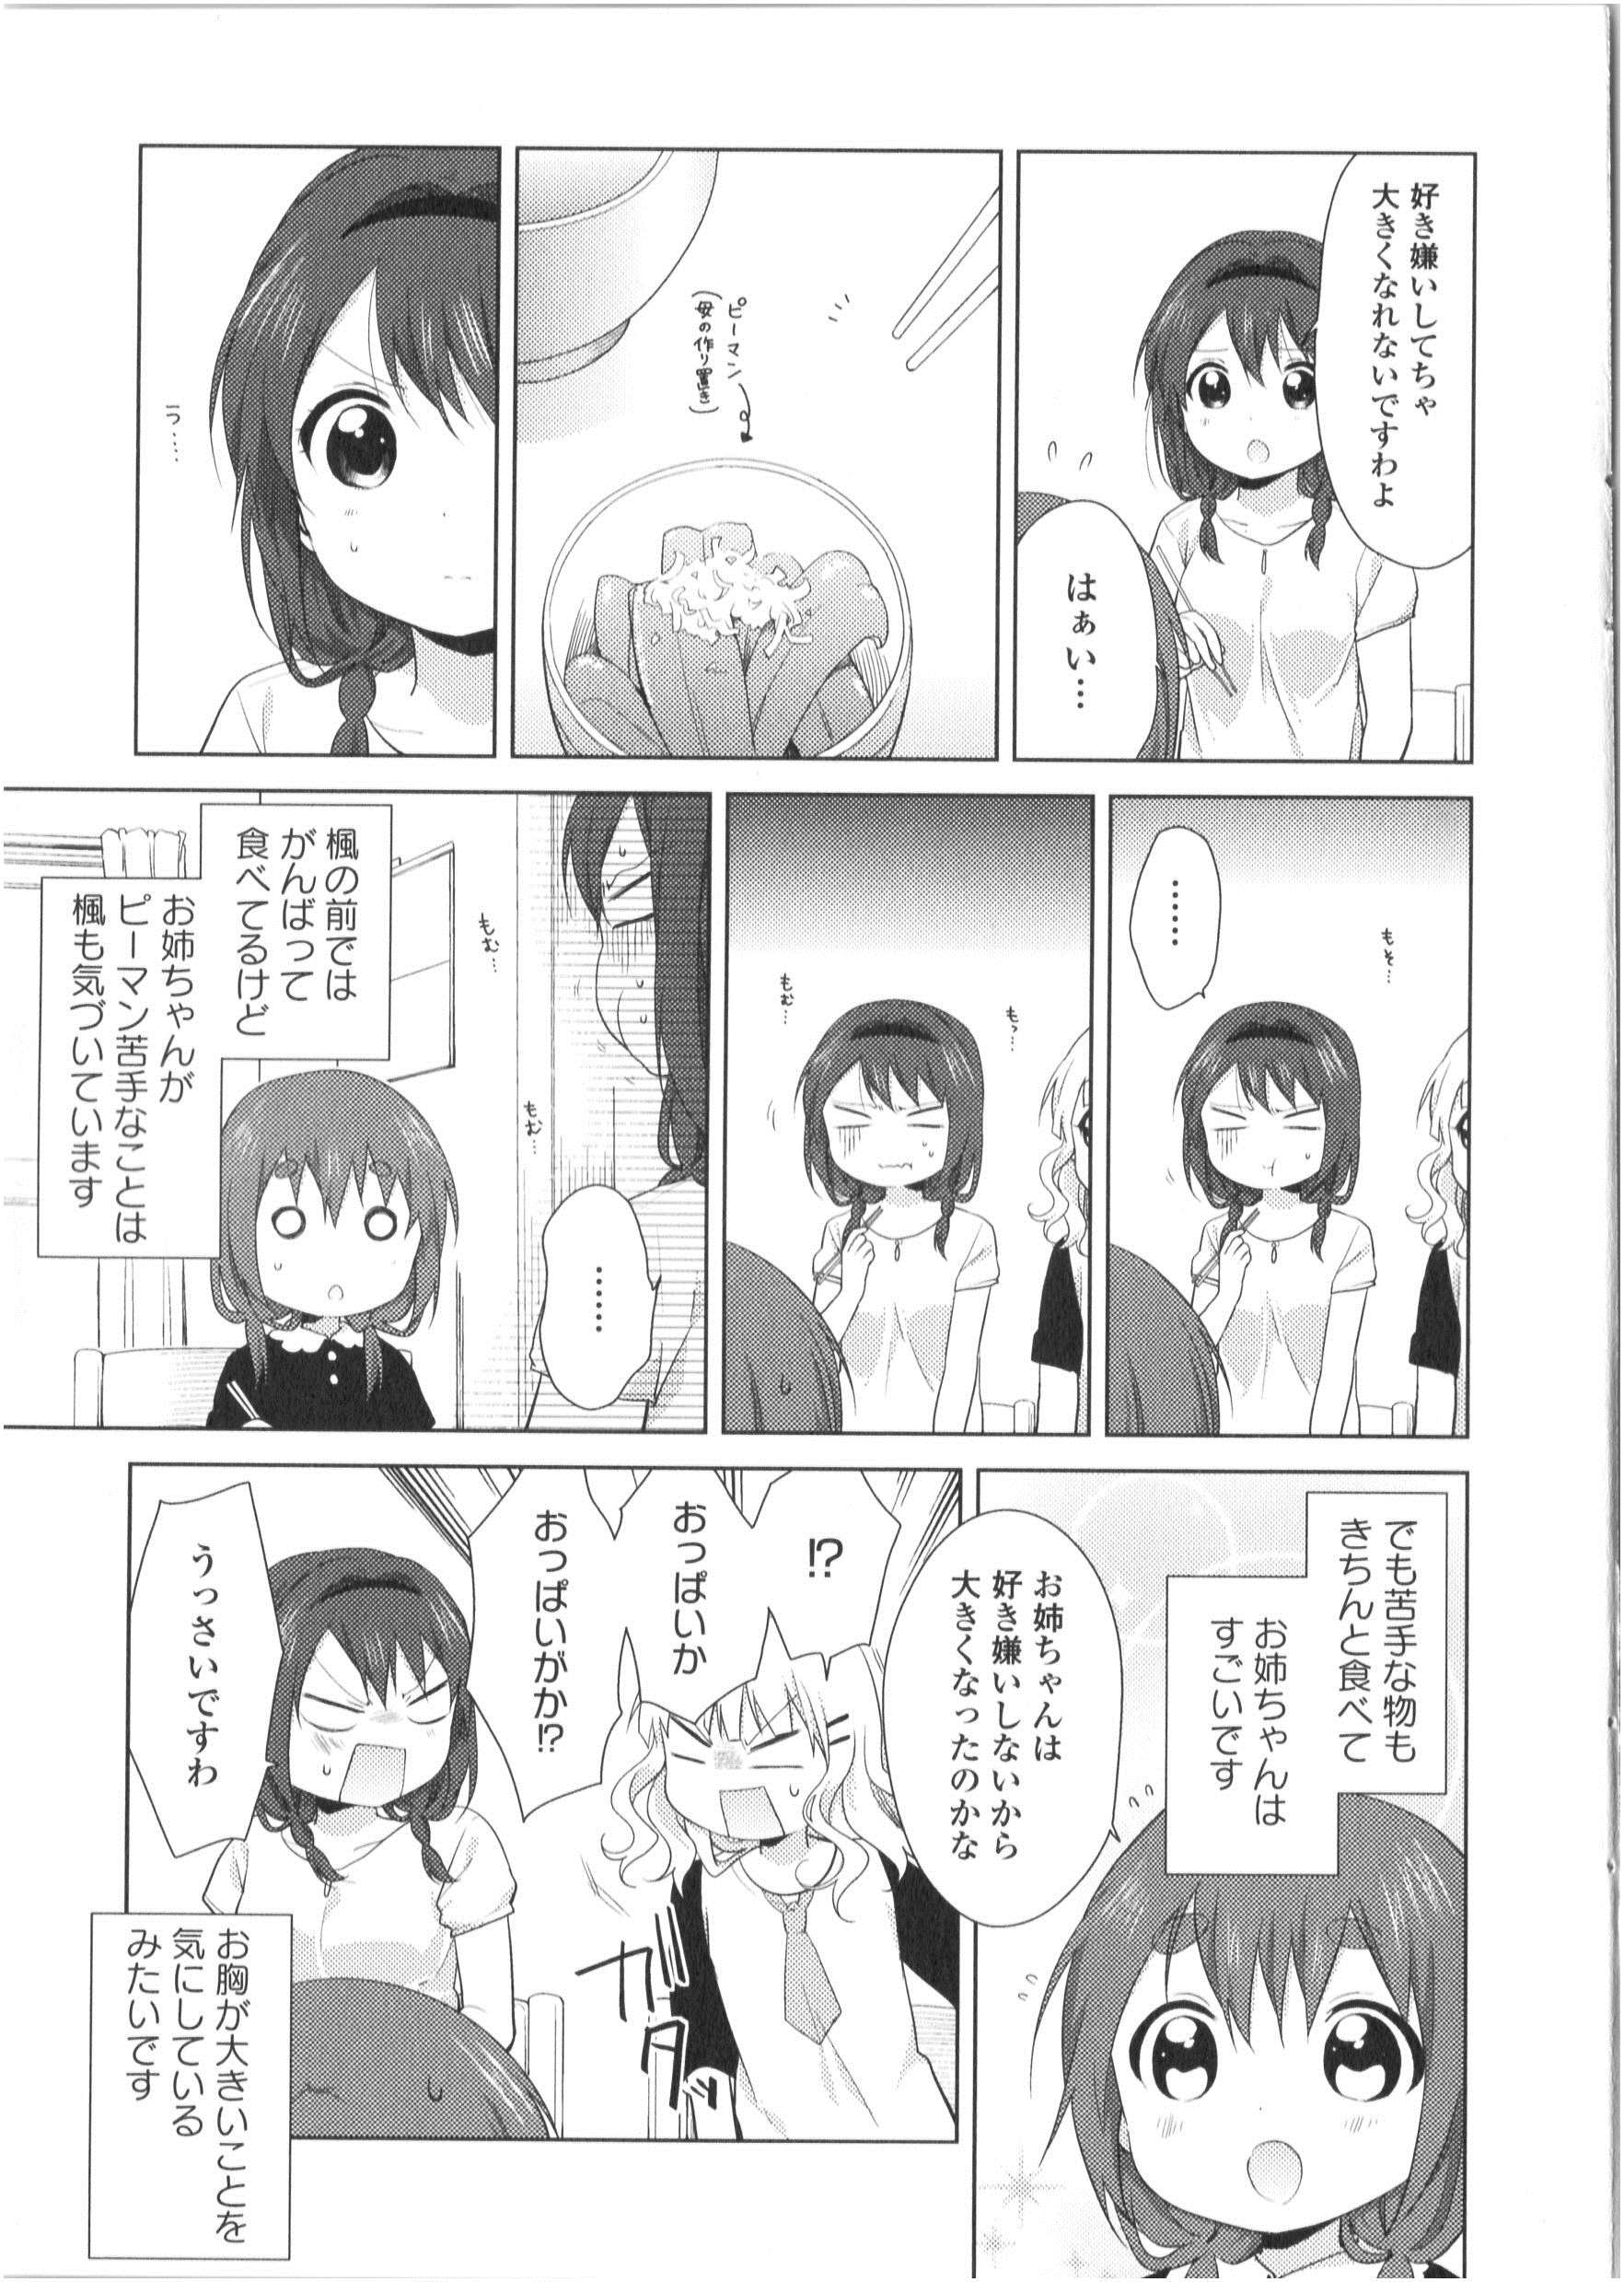 好き嫌いしてちゃ
大きくなれないですわよ
はぁい…
ピーマン
(母の作り置き)
う……
もそ…
……
もっ…
もむ…
もむ…
もむ…
……
楓の前では
がんばって
食べてるけど
お姉ちゃんが
ピーマン苦手なことは
楓も気づいています
でも苦手な物も
きちんと食べて
お姉ちゃんは
すごいです
お姉ちゃんは
好き嫌いしないから
大きくなったのかな
!?
おっぱいか
おっぱいがか!?
ガタッ
うっさいですわ
お胸が大きいことを
気にしている
みたいです